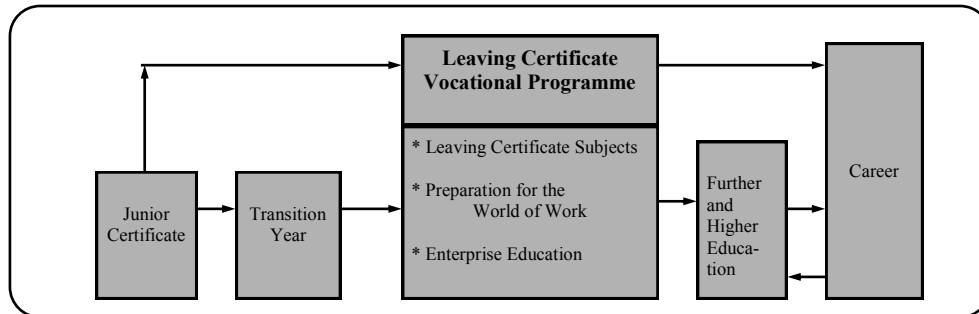 Leaving Certificate
Vocational Programme
* Leaving Certificate Subjects
* Preparation for the
World of Work
* Enterprise Education
Junior
Certificate
Transition
Year
Further
and
Higher
Educa-
tion
Career